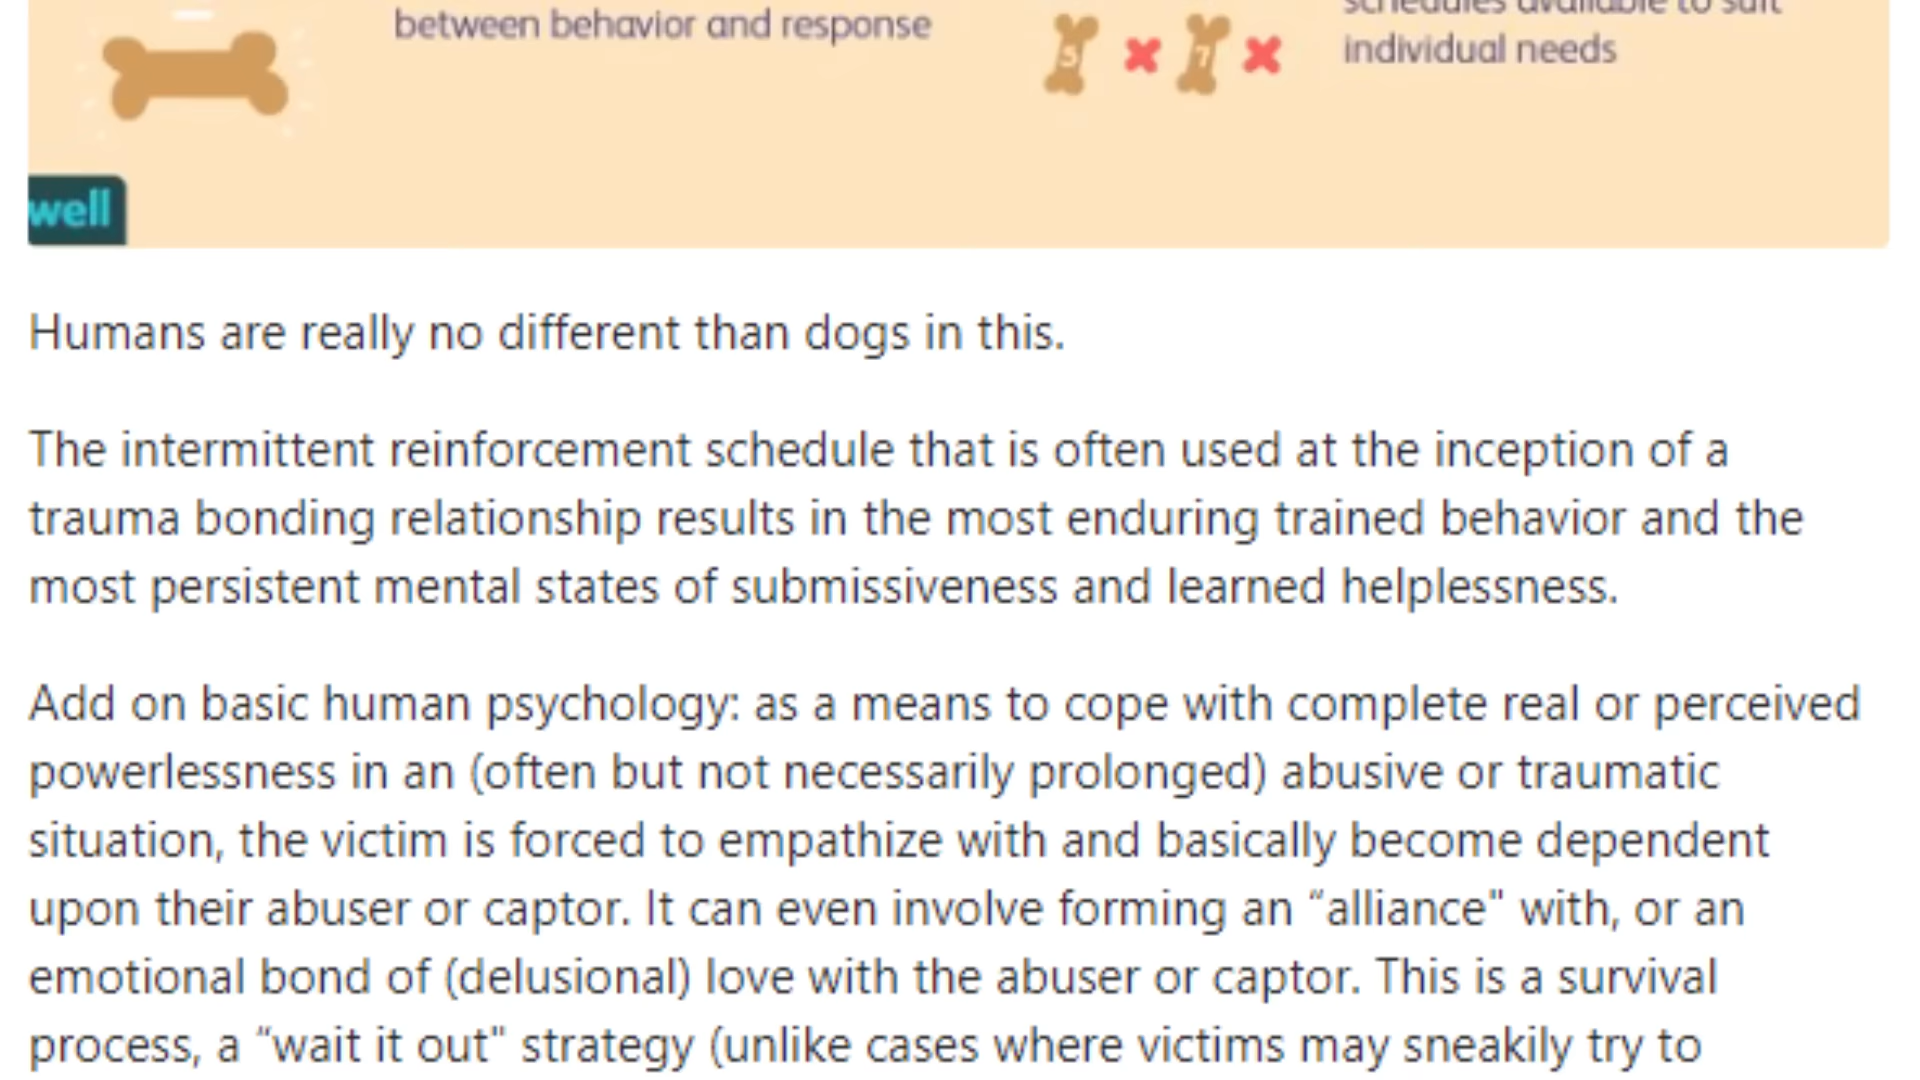 between behavior and response
schedules available to suit
individual needs
5
7
well
Humans are really no different than dogs in this.
The intermittent reinforcement schedule that is often used at the inception of a
trauma bonding relationship results in the most enduring trained behavior and the
most persistent mental states of submissiveness and learned helplessness.
Add on basic human psychology: as a means to cope with complete real or perceived
powerlessness in an (often but not necessarily prolonged) abusive or traumatic
situation, the victim is forced to empathize with and basically become dependent
upon their abuser or captor. It can even involve forming an “alliance" with, or an
emotional bond of (delusional) love with the abuser or captor. This is a survival
process, a “wait it out" strategy (unlike cases where victims may sneakily try to